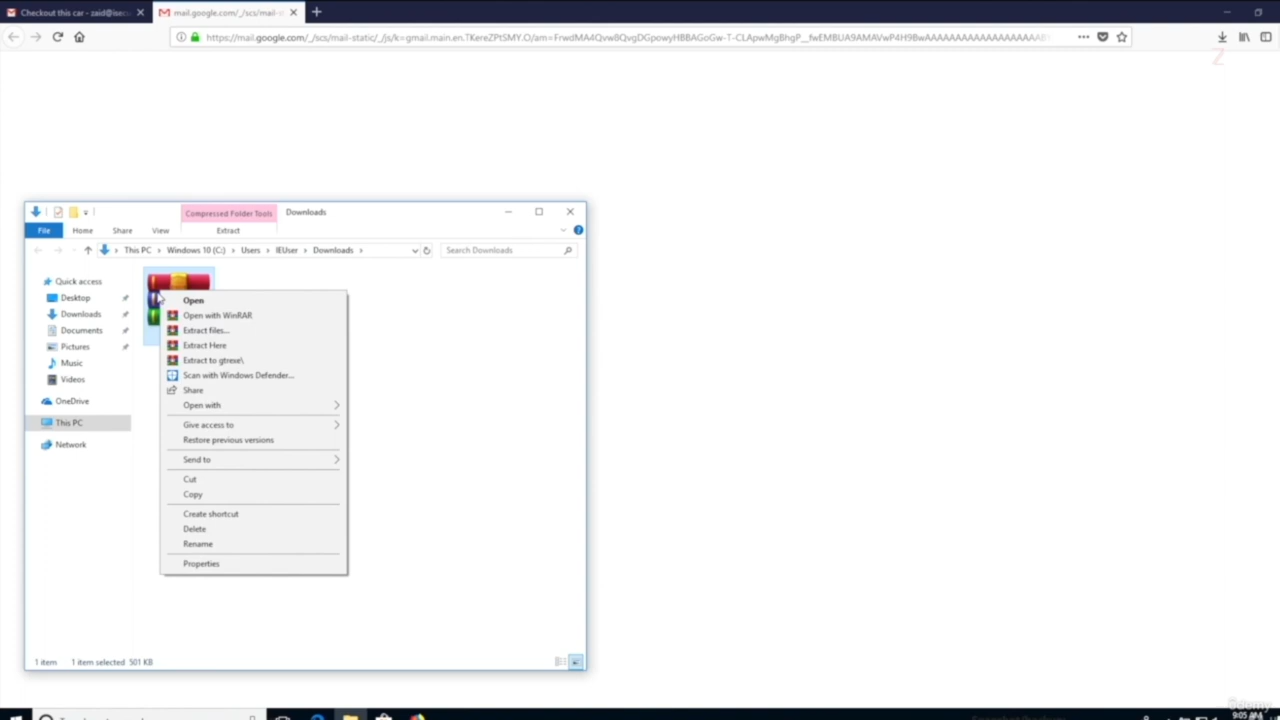 Checkout this car - zaid@isec
mail.google.com/_/scs/mail-st
https://mail.google.com/_/scs/mail-static/_/js/k=gmail.main.en.TKereZPtSMY.O/am=FrwdMA4Qvw8QvgDGpowyHBBAGoGw-T-CLApwMgBhgP__fwEMBUA9AMAVwP4H9BwAAAAAAAAAAAAAAAAAAAAB
Z
Compressed Folder Tools
Downloads
File
Home
Share
View
Extract
This PC > Windows 10 (C:) > Users > IEUser > Downloads >
Search Downloads
Quick access
Desktop
Downloads
Documents
Pictures
Music
Videos
OneDrive
This PC
Network
Open
Open with WinRAR
Extract files...
Extract Here
Extract to gtrexe\
Scan with Windows Defender...
Share
Open with
Give access to
Restore previous versions
Send to
Cut
Copy
Create shortcut
Delete
Rename
Properties
1 item
1 item selected 501 KB
Udemy
9:05 AM